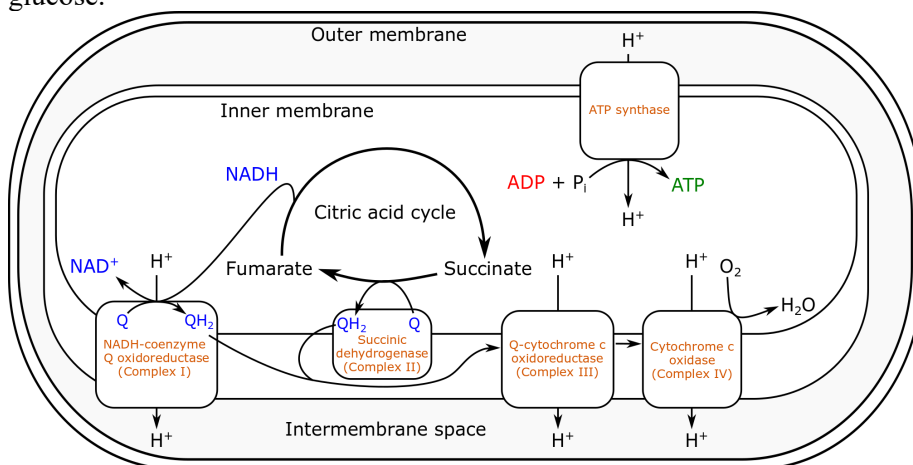 glucose.
Outer membrane
H+
ATP synthase
Inner membrane
NADH
ADP + Pi
ATP
Citric acid cycle
H+
NAD+
H+
Fumarate
Succinate
H+
H+
O2
H2O
Q
QH2
QH2
Q
NADH-coenzyme
Q oxidoreductase
(Complex I)
Succinic
dehydrogenase
(Complex II)
Q-cytochrome c
oxidoreductase
(Complex III)
Cytochrome c
oxidase
(Complex IV)
H+
Intermembrane space
H+
H+